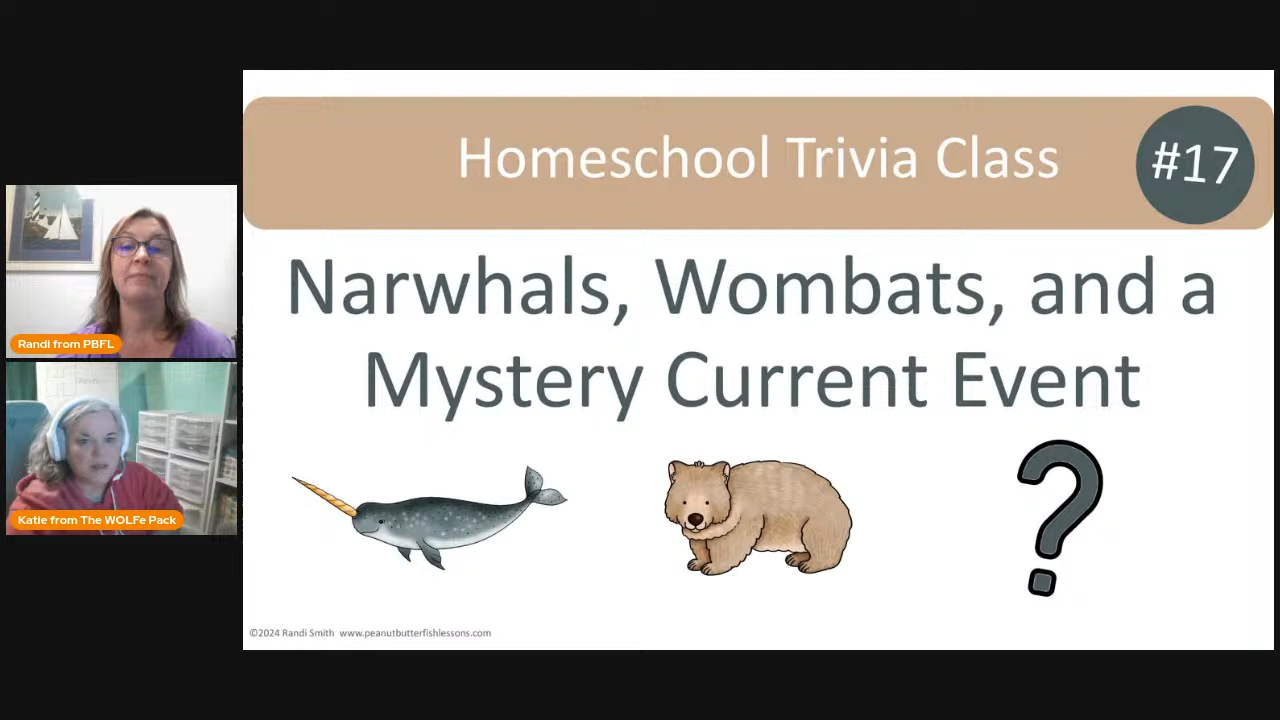 Homeschool Trivia Class
#17
Narwhals, Wombats, and a
Mystery Current Event
Randi from PBFL
Katie from The WOLFe Pack
©2024 Randi Smith www.peanutbutterfishlessons.com